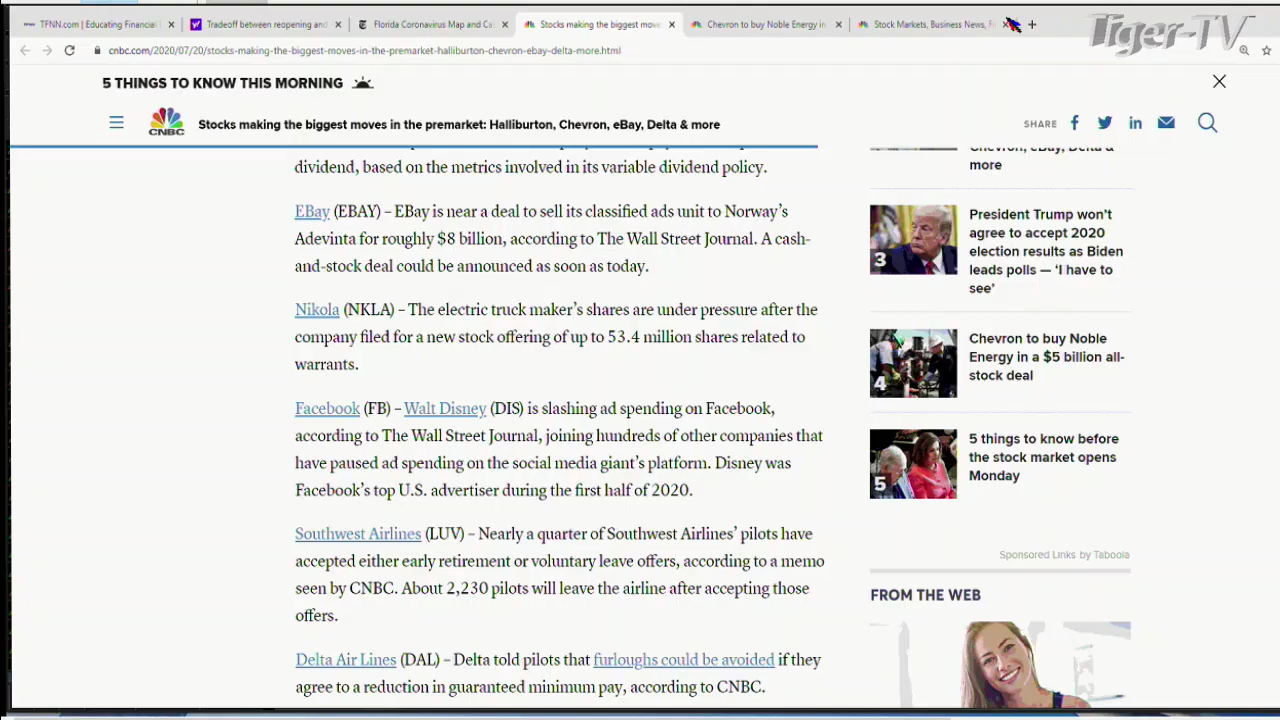 TFNN.com | Educating Financial I
Tradeoff between reopening and
Florida Coronavirus Map and Ca
Stocks making the biggest move
Chevron to buy Noble Energy in
Stock Markets, Business News, F
Tiger-TV
cnbc.com/2020/07/20/stocks-making-the-biggest-moves-in-the-premarket-halliburton-chevron-ebay-delta-more.html
5 THINGS TO KNOW THIS MORNING
CNBC
Stocks making the biggest moves in the premarket: Halliburton, Chevron, eBay, Delta & more
SHARE
dividend, based on the metrics involved in its variable dividend policy.
EBay (EBAY) – EBay is near a deal to sell its classified ads unit to Norway's
Adevinta for roughly $8 billion, according to The Wall Street Journal. A cash-
and-stock deal could be announced as soon as today.
Nikola (NKLA) – The electric truck maker's shares are under pressure after the
company filed for a new stock offering of up to 53.4 million shares related to
warrants.
Facebook (FB) – Walt Disney (DIS) is slashing ad spending on Facebook,
according to The Wall Street Journal, joining hundreds of other companies that
have paused ad spending on the social media giant's platform. Disney was
Facebook's top U.S. advertiser during the first half of 2020.
Southwest Airlines (LUV) – Nearly a quarter of Southwest Airlines' pilots have
accepted either early retirement or voluntary leave offers, according to a memo
seen by CNBC. About 2,230 pilots will leave the airline after accepting those
offers.
Delta Air Lines (DAL) – Delta told pilots that furloughs could be avoided if they
agree to a reduction in guaranteed minimum pay, according to CNBC.
Chevron, eBay, Delta &
more
3
President Trump won't
agree to accept 2020
election results as Biden
leads polls — 'I have to
see'
4
Chevron to buy Noble
Energy in a $5 billion all-
stock deal
5
5 things to know before
the stock market opens
Monday
Sponsored Links by Taboola
FROM THE WEB